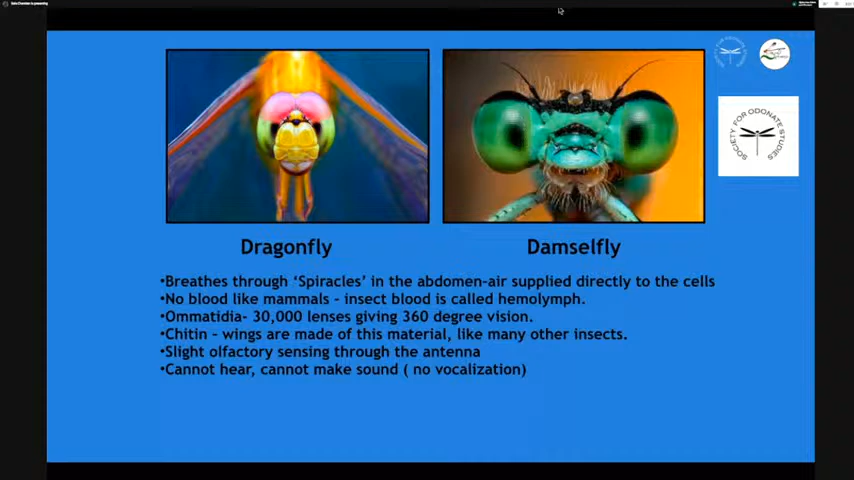 SOCIETY FOR ODONATE STUDIES
Dragonfly
Damselfly
•Breathes through ‘Spiracles’ in the abdomen-air supplied directly to the cells
•No blood like mammals - insect blood is called hemolymph.
•Ommatidia- 30,000 lenses giving 360 degree vision.
•Chitin - wings are made of this material, like many other insects.
•Slight olfactory sensing through the antenna
•Cannot hear, cannot make sound ( no vocalization)